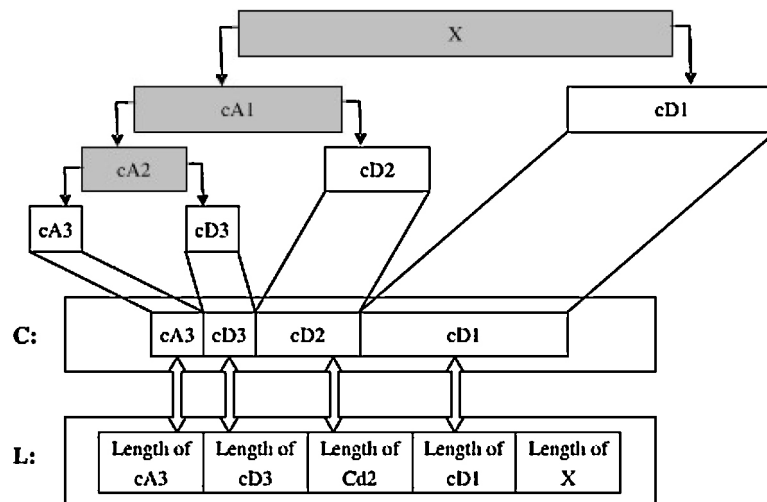 X
cA1
cD1
cA2
cD2
cA3
cD3
C:
cA3
cD3
cD2
cD1
L:
Length of
cA3
Length of
cD3
Length of
Cd2
Length of
cD1
Length of
X